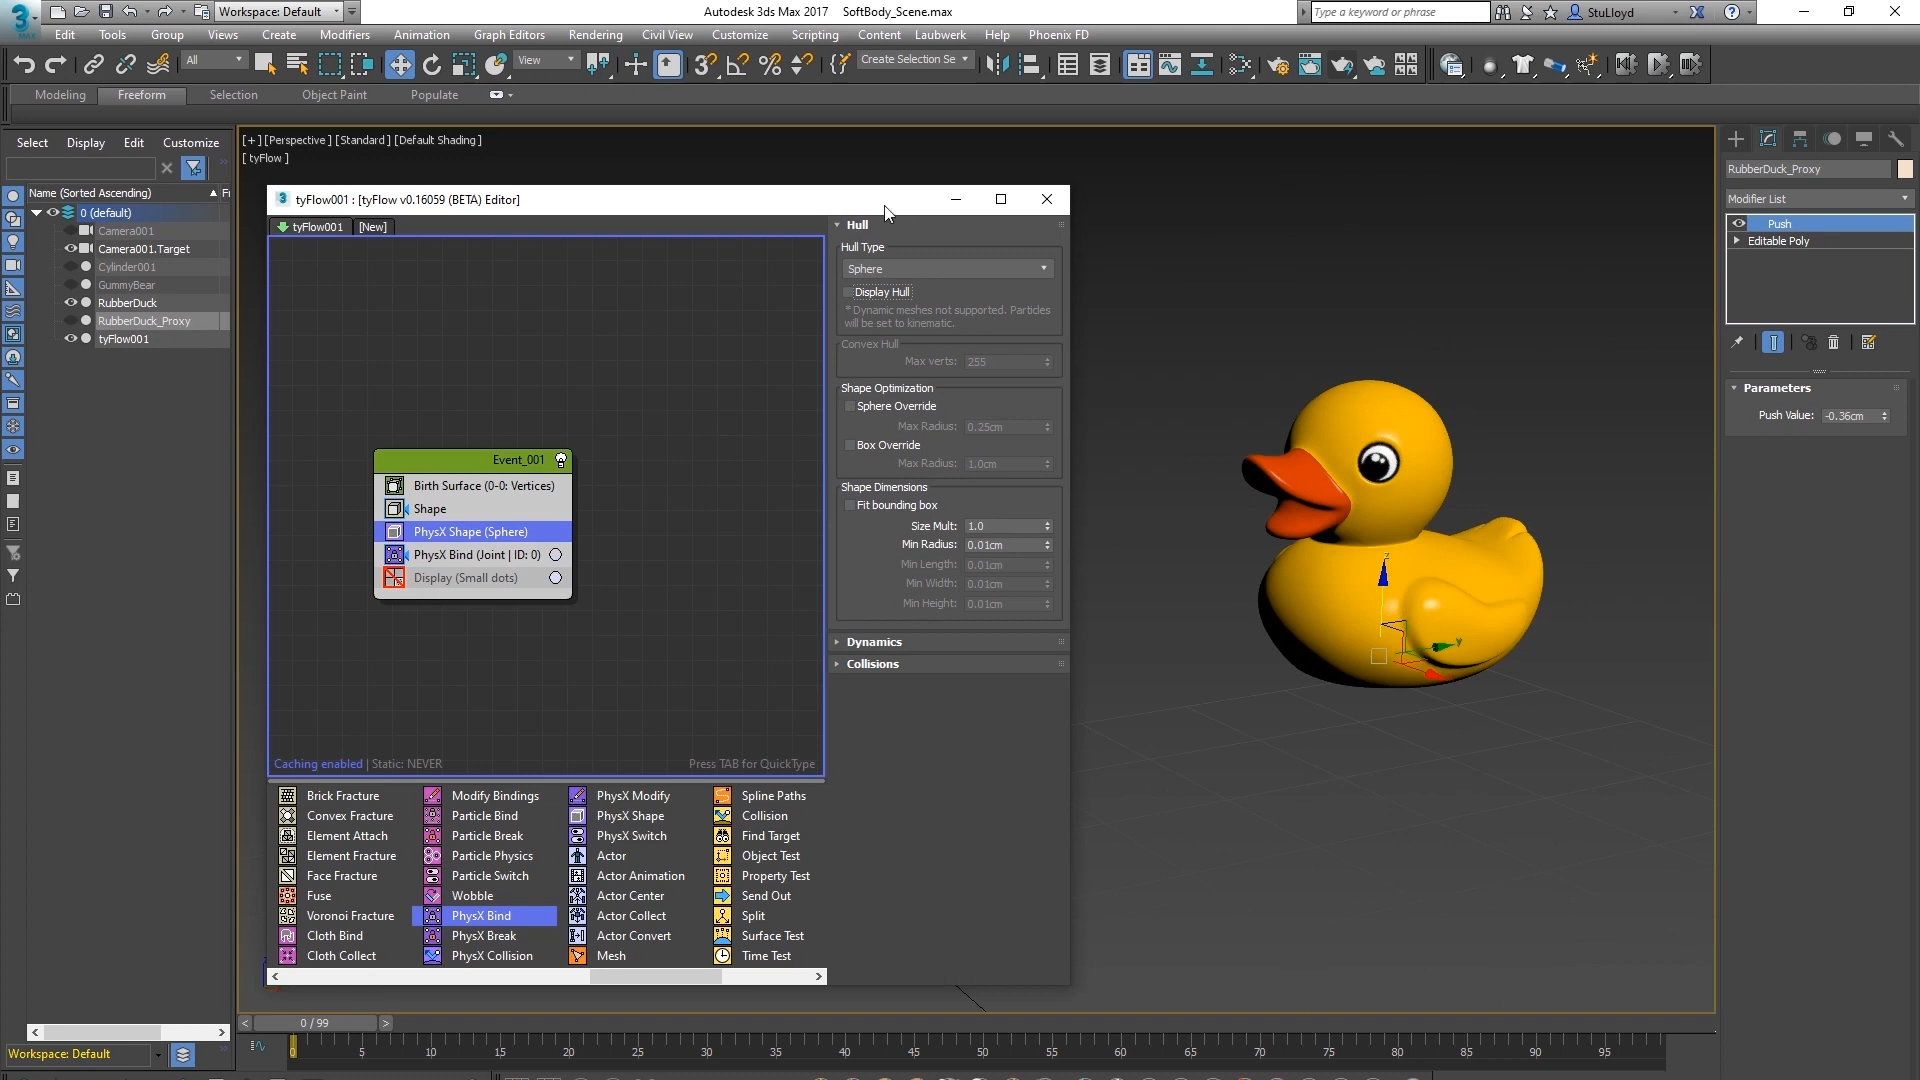 Workspace: Default
Autodesk 3ds Max 2017    SoftBody_Scene.max
Type a keyword or phrase
StuLloyd
3
MAX
Edit Tools Group Views Create Modifiers Animation Graph Editors Rendering Civil View Customize Scripting Content Laubwerk Help Phoenix FD
All
View
Create Selection Se
Modeling Freeform Selection Object Paint Populate
Select Display Edit Customize
Name (Sorted Ascending)
0 (default)
Camera001
Camera001.Target
Cylinder001
GummyBear
RubberDuck
RubberDuck_Proxy
tyFlow001
[+] [Perspective ] [Standard ] [Default Shading ]
[ tyFlow ]
tyFlow001 : [tyFlow v0.16059 (BETA) Editor]
tyFlow001 [New]
Event_001
Birth Surface (0-0: Vertices)
Shape
PhysX Shape (Sphere)
PhysX Bind (Joint | ID: 0)
Display (Small dots)
Caching enabled | Static: NEVER
Press TAB for QuickType
Hull
Hull Type
Sphere
Display Hull
* Dynamic meshes not supported. Particles
will be set to kinematic.
Convex Hull
Max verts: 255
Shape Optimization
Sphere Override
Max Radius: 0.25cm
Box Override
Max Radius: 1.0cm
Shape Dimensions
Fit bounding box
Size Mult: 1.0
Min Radius: 0.01cm
Min Length: 0.01cm
Min Width: 0.01cm
Min Height: 0.01cm
Dynamics
Collisions
Brick Fracture Modify Bindings PhysX Modify Spline Paths
Convex Fracture Particle Bind PhysX Shape Collision
Element Attach Particle Break PhysX Switch Find Target
Element Fracture Particle Physics Actor Object Test
Face Fracture Particle Switch Actor Animation Property Test
Fuse Wobble Actor Center Send Out
Voronoi Fracture PhysX Bind Actor Collect Split
Cloth Bind PhysX Break Actor Convert Surface Test
Cloth Collect PhysX Collision Mesh Time Test
z
y
RubberDuck_Proxy
Modifier List
Push
Editable Poly
Parameters
Push Value: -0.36cm
0 / 99
0 5 10 15 20 25 30 35 40 45 50 55 60 65 70 75 80 85 90 95
Workspace: Default